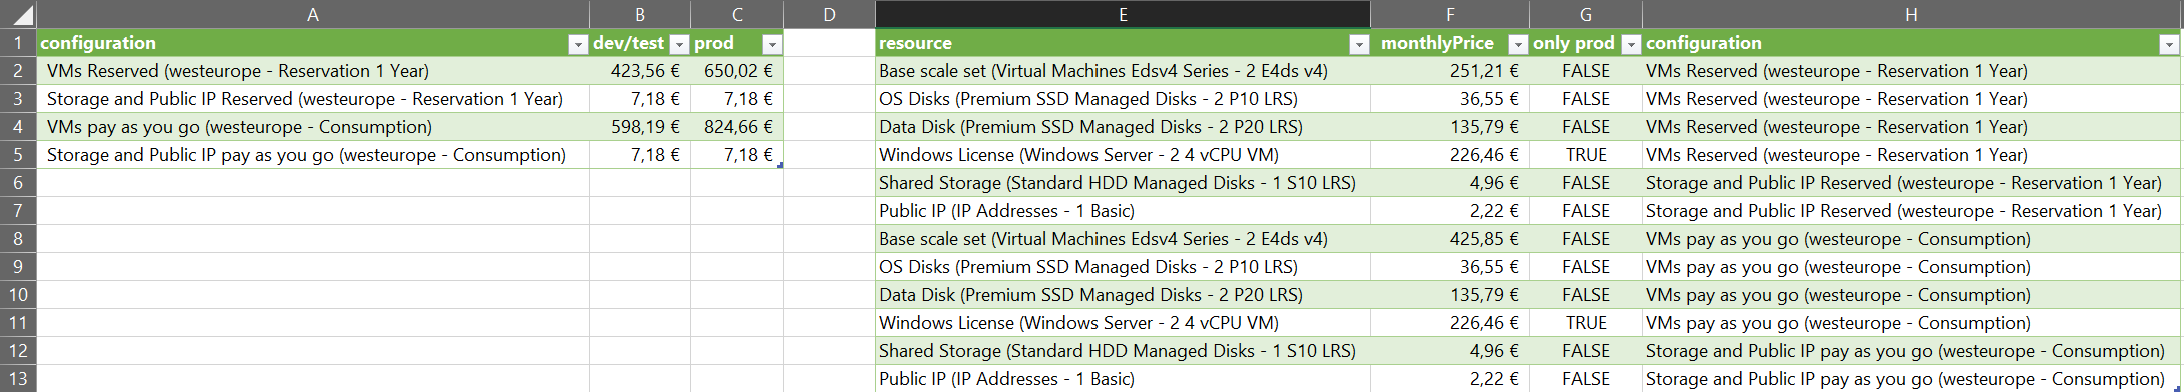 A B C D E F G H
1 configuration dev/test prod resource monthlyPrice only prod configuration
2 VMs Reserved (westeurope - Reservation 1 Year) 423,56 € 650,02 € Base scale set (Virtual Machines Edsv4 Series - 2 E4ds v4) 251,21 € FALSE VMs Reserved (westeurope - Reservation 1 Year)
3 Storage and Public IP Reserved (westeurope - Reservation 1 Year) 7,18 € 7,18 € OS Disks (Premium SSD Managed Disks - 2 P10 LRS) 36,55 € FALSE VMs Reserved (westeurope - Reservation 1 Year)
4 VMs pay as you go (westeurope - Consumption) 598,19 € 824,66 € Data Disk (Premium SSD Managed Disks - 2 P20 LRS) 135,79 € FALSE VMs Reserved (westeurope - Reservation 1 Year)
5 Storage and Public IP pay as you go (westeurope - Consumption) 7,18 € 7,18 € Windows License (Windows Server - 2 4 vCPU VM) 226,46 € TRUE VMs Reserved (westeurope - Reservation 1 Year)
6 Shared Storage (Standard HDD Managed Disks - 1 S10 LRS) 4,96 € FALSE Storage and Public IP Reserved (westeurope - Reservation 1 Year)
7 Public IP (IP Addresses - 1 Basic) 2,22 € FALSE Storage and Public IP Reserved (westeurope - Reservation 1 Year)
8 Base scale set (Virtual Machines Edsv4 Series - 2 E4ds v4) 425,85 € FALSE VMs pay as you go (westeurope - Consumption)
9 OS Disks (Premium SSD Managed Disks - 2 P10 LRS) 36,55 € FALSE VMs pay as you go (westeurope - Consumption)
10 Data Disk (Premium SSD Managed Disks - 2 P20 LRS) 135,79 € FALSE VMs pay as you go (westeurope - Consumption)
11 Windows License (Windows Server - 2 4 vCPU VM) 226,46 € TRUE VMs pay as you go (westeurope - Consumption)
12 Shared Storage (Standard HDD Managed Disks - 1 S10 LRS) 4,96 € FALSE Storage and Public IP pay as you go (westeurope - Consumption)
13 Public IP (IP Addresses - 1 Basic) 2,22 € FALSE Storage and Public IP pay as you go (westeurope - Consumption)